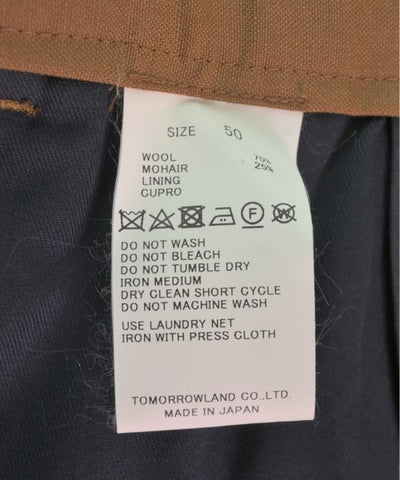 SIZE 50
WOOL 75%
MOHAIR 25%
LINING
CUPRO
F W
DO NOT WASH
DO NOT BLEACH
DO NOT TUMBLE DRY
IRON MEDIUM
DRY CLEAN SHORT CYCLE
DO NOT MACHINE WASH
USE LAUNDRY NET
IRON WITH PRESS CLOTH
TOMORROWLAND CO.,LTD.
MADE IN JAPAN